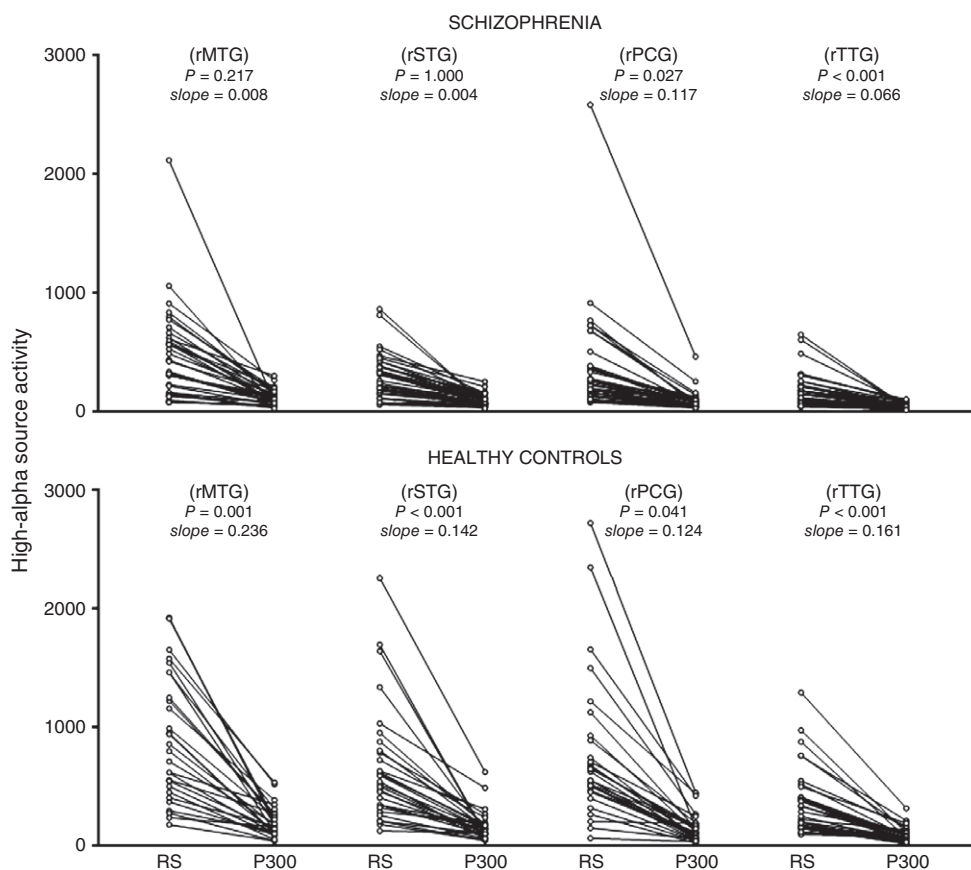 SCHIZOPHRENIA
(rMTG) (rSTG) (rPCG) (rTTG)
P = 0.217 P = 1.000 P = 0.027 P < 0.001
slope = 0.008 slope = 0.004 slope = 0.117 slope = 0.066
3000
2000
1000
0
High-alpha source activity
HEALTHY CONTROLS
(rMTG) (rSTG) (rPCG) (rTTG)
P = 0.001 P < 0.001 P = 0.041 P < 0.001
slope = 0.236 slope = 0.142 slope = 0.124 slope = 0.161
3000
2000
1000
0
RS P300 RS P300 RS P300 RS P300